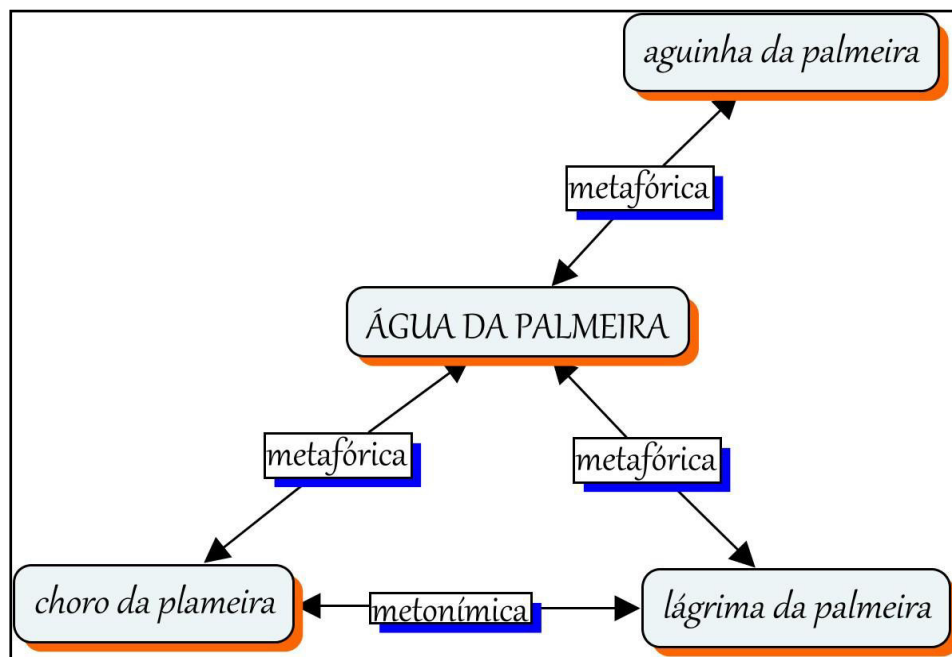 aguinha da palmeira
metafórica
ÁGUA DA PALMEIRA
metafórica
metafórica
choro da plameira
metonímica
lágrima da palmeira